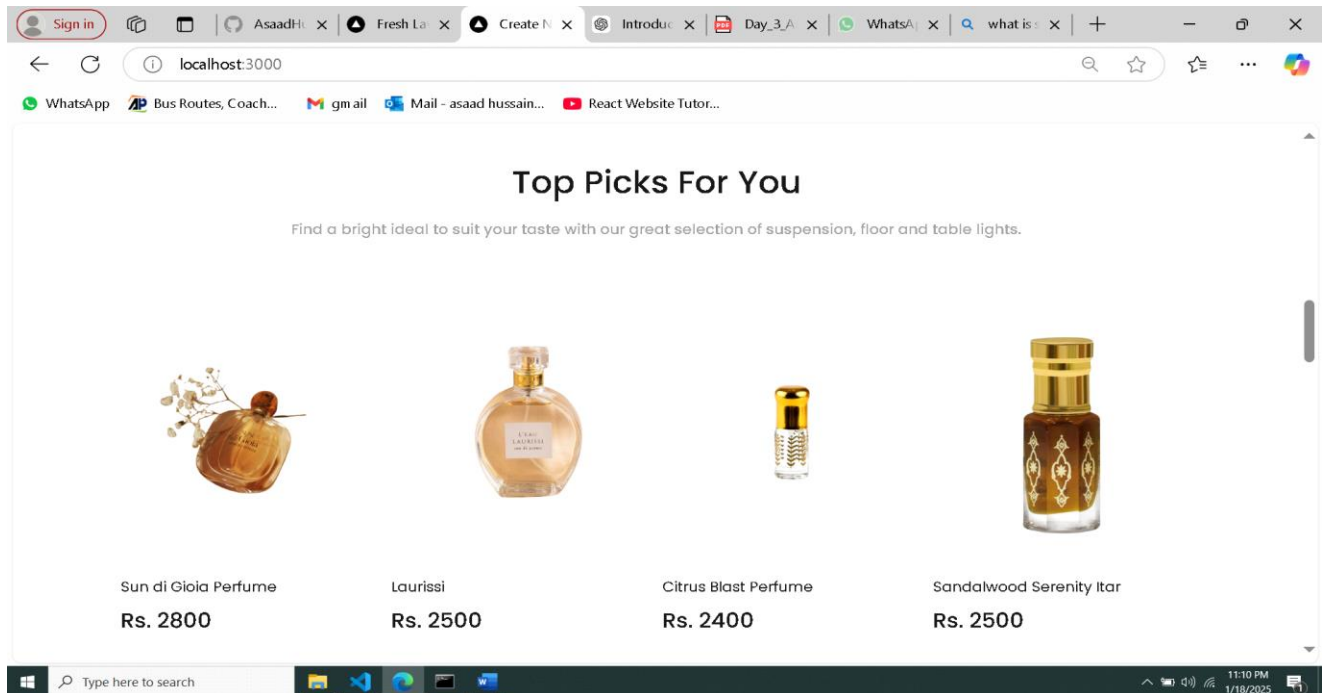 Sign in
AsaadHu
Fresh La
Create N
Introduc
Day_3_A
WhatsA
what is
localhost:3000
WhatsApp
Bus Routes, Coach...
gmail
Mail - asaad hussain...
React Website Tutor...
Top Picks For You
Find a bright ideal to suit your taste with our great selection of suspension, floor and table lights.
L'EAU
LAURISSI
Sun di Gioia Perfume
Laurissi
Citrus Blast Perfume
Sandalwood Serenity Itar
Rs. 2800
Rs. 2500
Rs. 2400
Rs. 2500
Type here to search
11:10 PM
1/18/2025